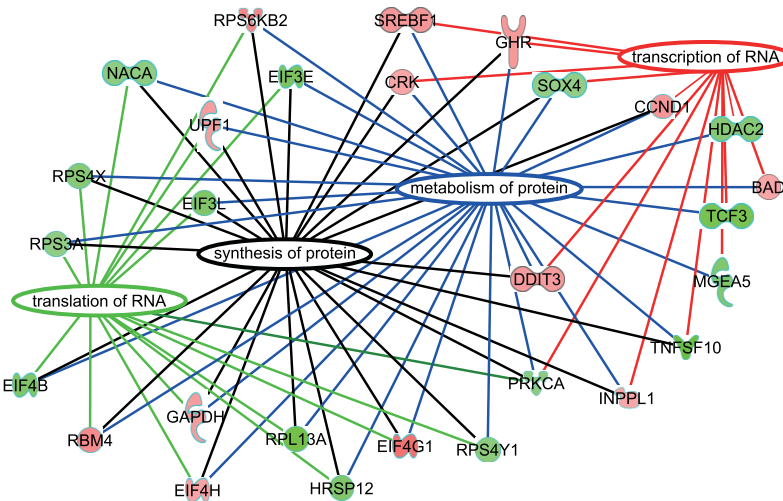 RPS6KB2
SREBF1
GHR
transcription of RNA
NACA
EIF3E
CRK
SOX4
CCND1
UPF1
HDAC2
RPS4X
metabolism of protein
BAD
EIF3L
TCF3
RPS3A
synthesis of protein
DDIT3
MGEA5
translation of RNA
TNFSF10
EIF4B
PRKCA
INPPL1
GAPDH
RBM4
RPL13A
EIF4G1
RPS4Y1
EIF4H
HRSP12